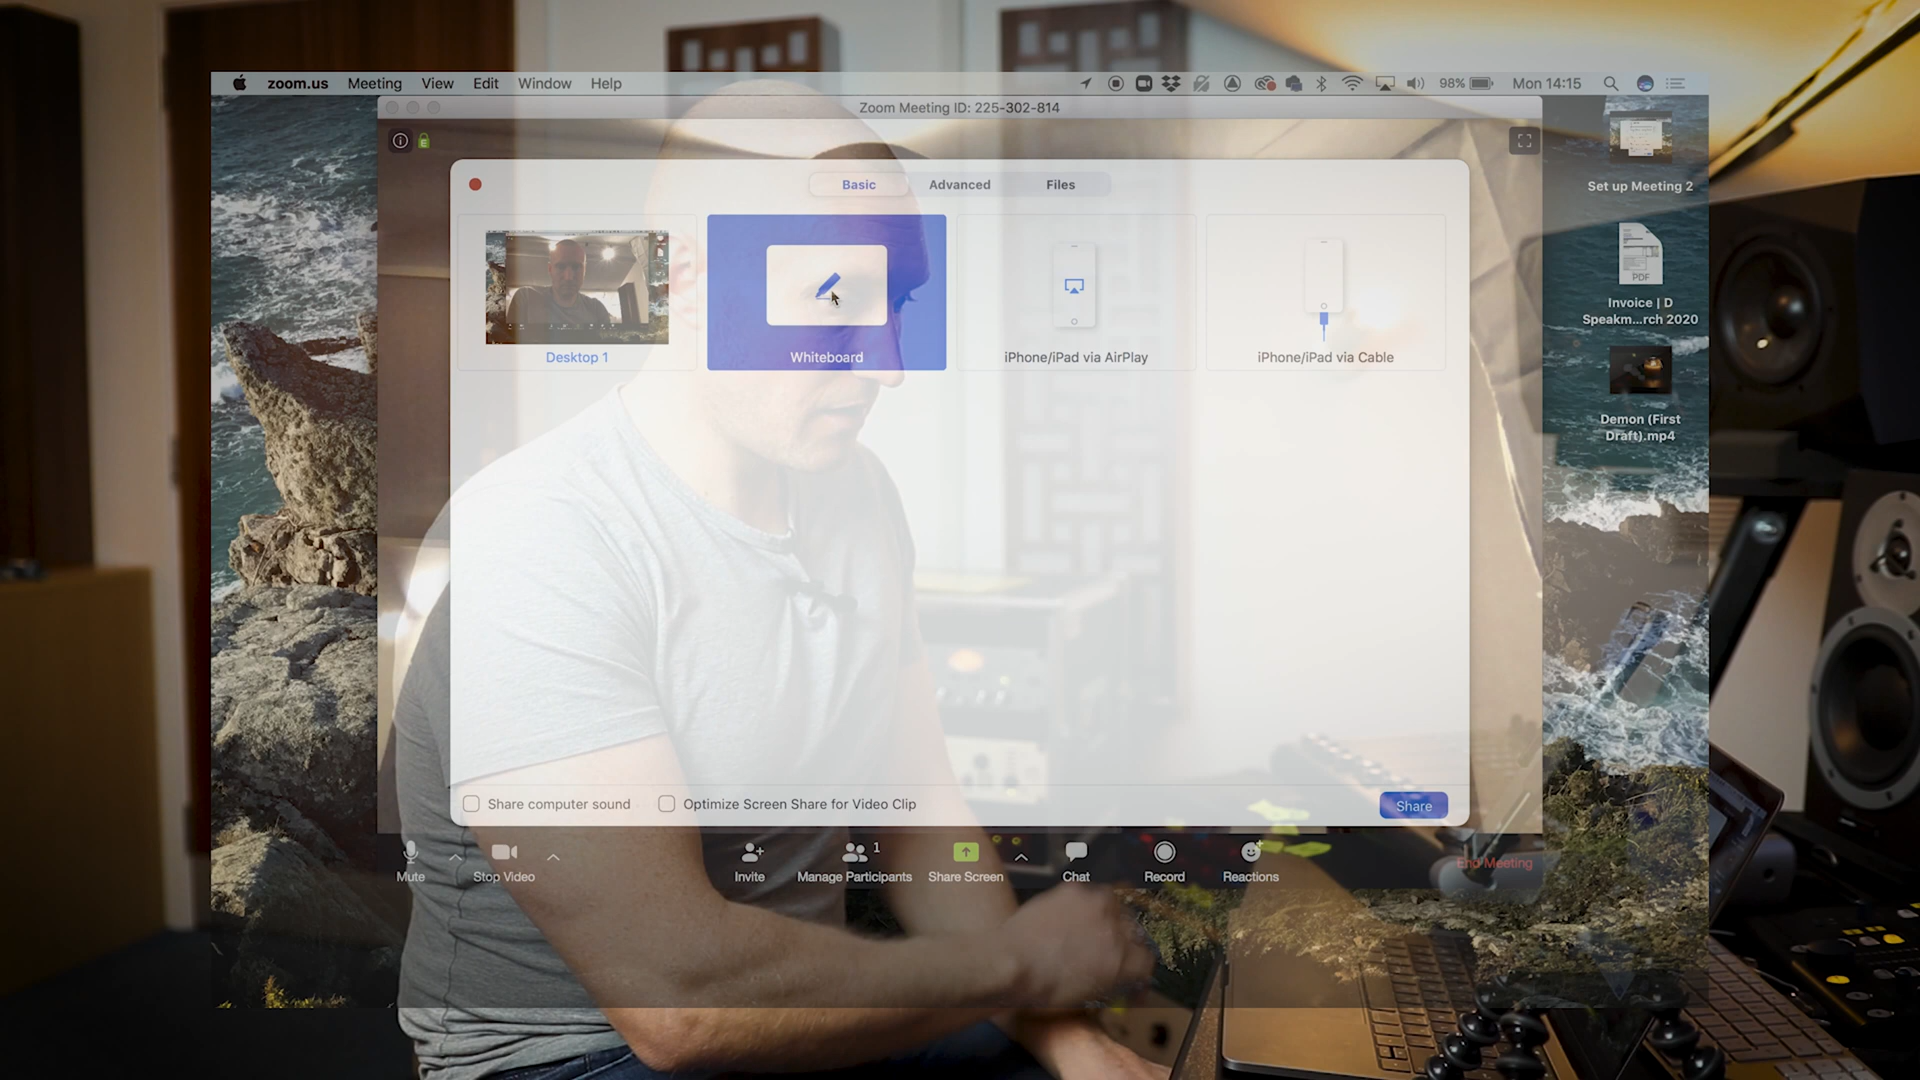 zoom.us Meeting View Edit Window Help 98% Mon 14:15
Zoom Meeting ID: 225-302-814
E
Basic Advanced Files
Desktop 1
Whiteboard
iPhone/iPad via AirPlay
iPhone/iPad via Cable
Share computer sound
Optimize Screen Share for Video Clip
Share
Mute
Stop Video
Invite
1
Manage Participants
Share Screen
Chat
Record
Reactions
End Meeting
Set up Meeting 2
PDF
Invoice | D
Speakm...rch 2020
Demon (First
Draft).mp4